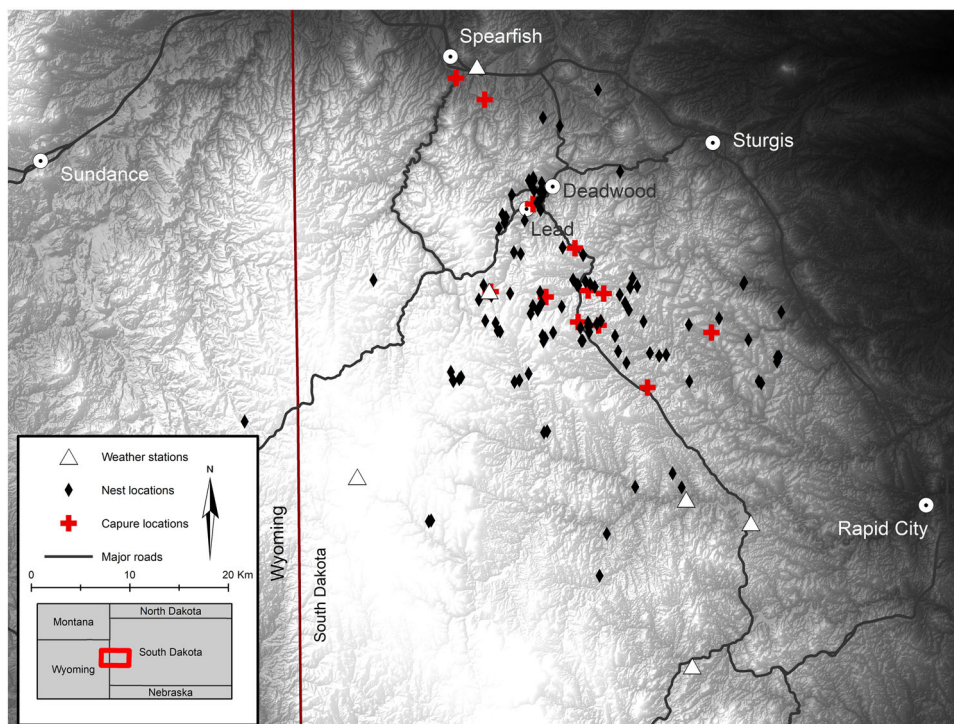 Spearfish
Sturgis
Sundance
Deadwood
Lead
Weather stations
N
Nest locations
Capure locations
Major roads
0 10 20 Km
Wyoming
South Dakota
Rapid City
North Dakota
Montana
South Dakota
Wyoming
Nebraska